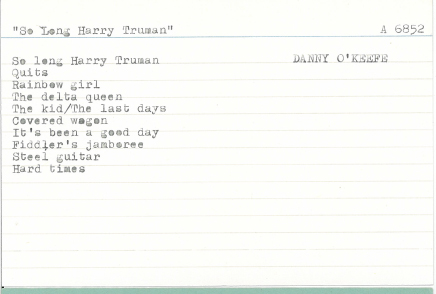 "So Long Harry Truman" A 6852
So long Harry Truman DANNY O'KEEFE
Quits
Rainbow girl
The delta queen
The kid/The last days
Covered wagon
It's been a good day
Fiddler's jamboree
Steel guitar
Hard times